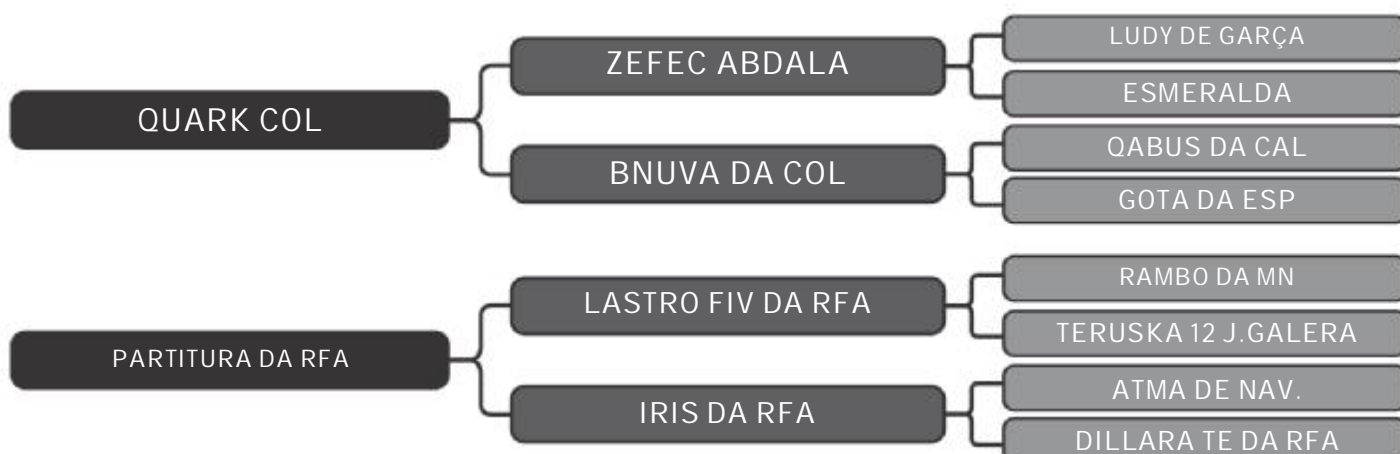 QUARK COL
ZEFEC ABDALA
LUDY DE GARÇA
ESMERALDA
BNUVA DA COL
QABUS DA CAL
GOTA DA ESP
PARTITURA DA RFA
LASTRO FIV DA RFA
RAMBO DA MN
TERUSKA 12 J.GALERA
IRIS DA RFA
ATMA DE NAV.
DILLARA TE DA RFA